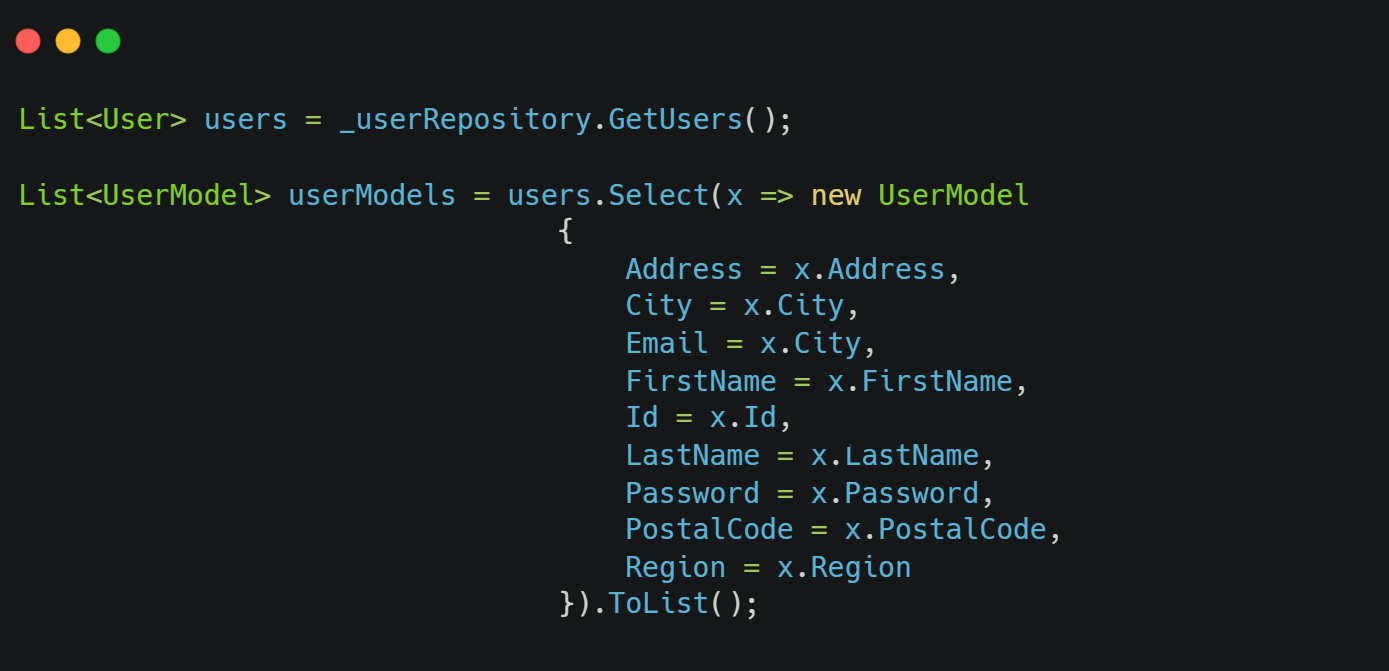 List<User> users = _userRepository.GetUsers();
List<UserModel> userModels = users.Select(x => new UserModel
{
Address = x.Address,
City = x.City,
Email = x.City,
FirstName = x.FirstName,
Id = x.Id,
LastName = x.LastName,
Password = x.Password,
PostalCode = x.PostalCode,
Region = x.Region
}).ToList();